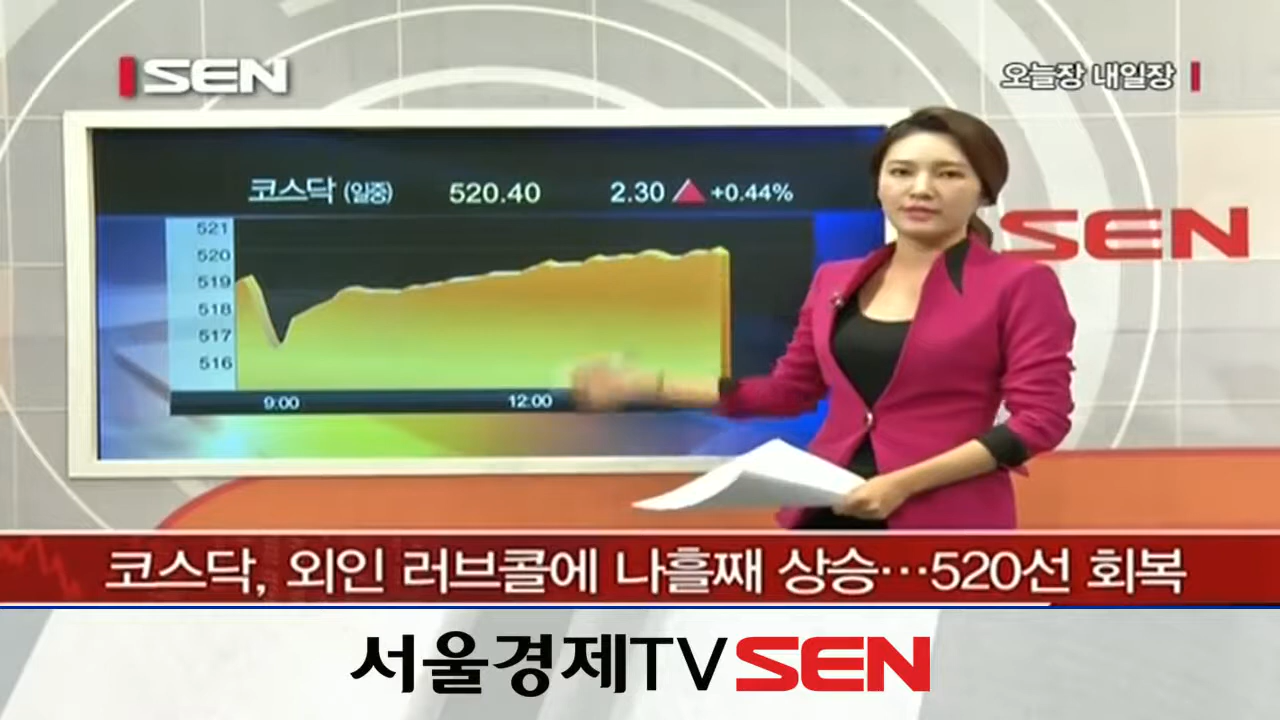 SEN
오늘장 내일장
코스닥 (일중) 520.40 2.30 ▲ +0.44%
521
520
519
518
517
516
9:00 12:00
SEN
코스닥, 외인 러브콜에 나흘째 상승…520선 회복
서울경제TV SEN